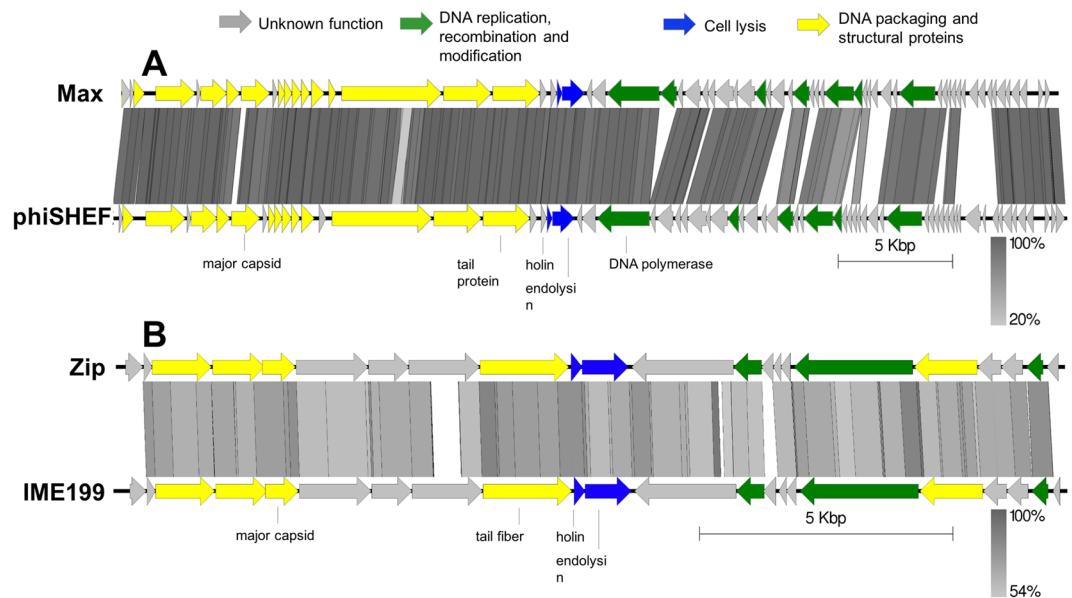 Unknown function
DNA replication,
recombination and
modification
Cell lysis
DNA packaging and
structural proteins
A
Max
phiSHEF
major capsid
tail
protein
holin
endolysi
n
DNA polymerase
5 Kbp
100%
20%
B
Zip
IME199
major capsid
tail fiber
holin
endolysi
n
5 Kbp
100%
54%